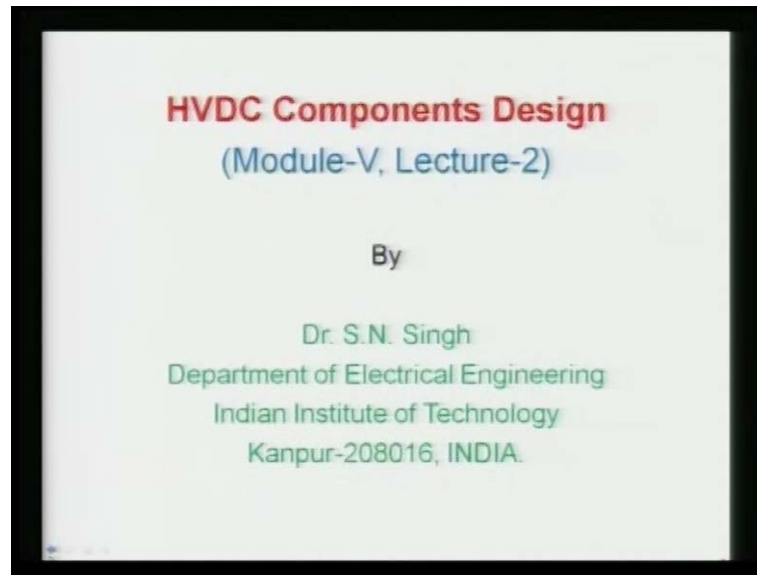 HVDC Components Design
(Module-V, Lecture-2)
By
Dr. S.N. Singh
Department of Electrical Engineering
Indian Institute of Technology
Kanpur-208016, INDIA.